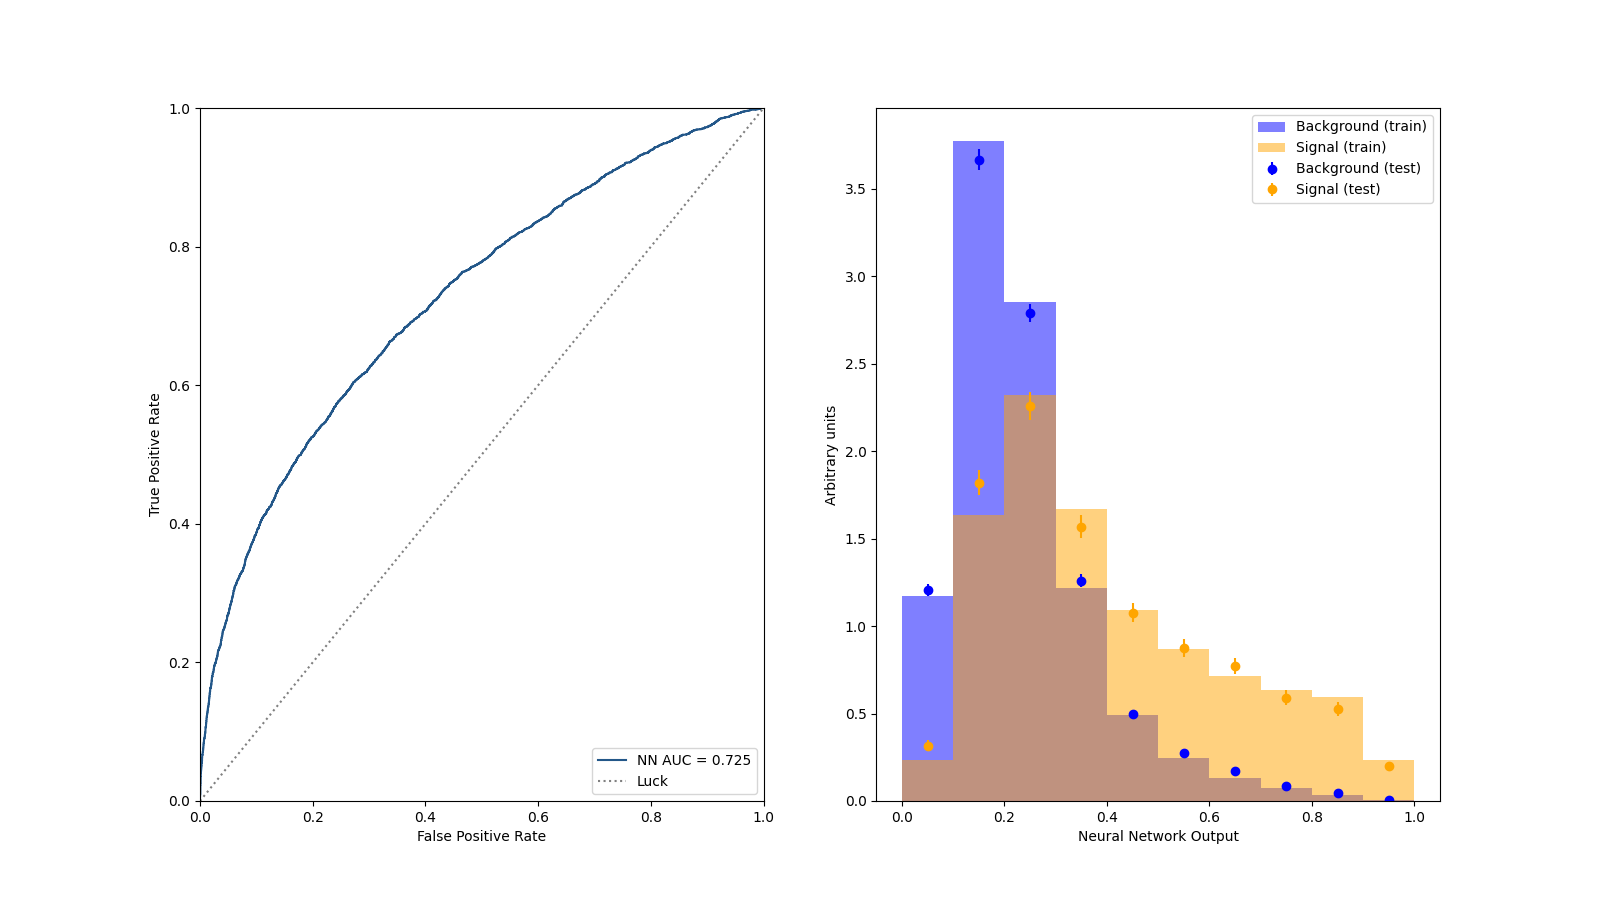 1.0
0.8
0.6
0.4
0.2
0.0
True Positive Rate
NN AUC = 0.725
Luck
0.0 0.2 0.4 0.6 0.8 1.0
False Positive Rate
Background (train)
Signal (train)
Background (test)
Signal (test)
3.5
3.0
2.5
2.0
1.5
1.0
0.5
0.0
Arbitrary units
0.0 0.2 0.4 0.6 0.8 1.0
Neural Network Output